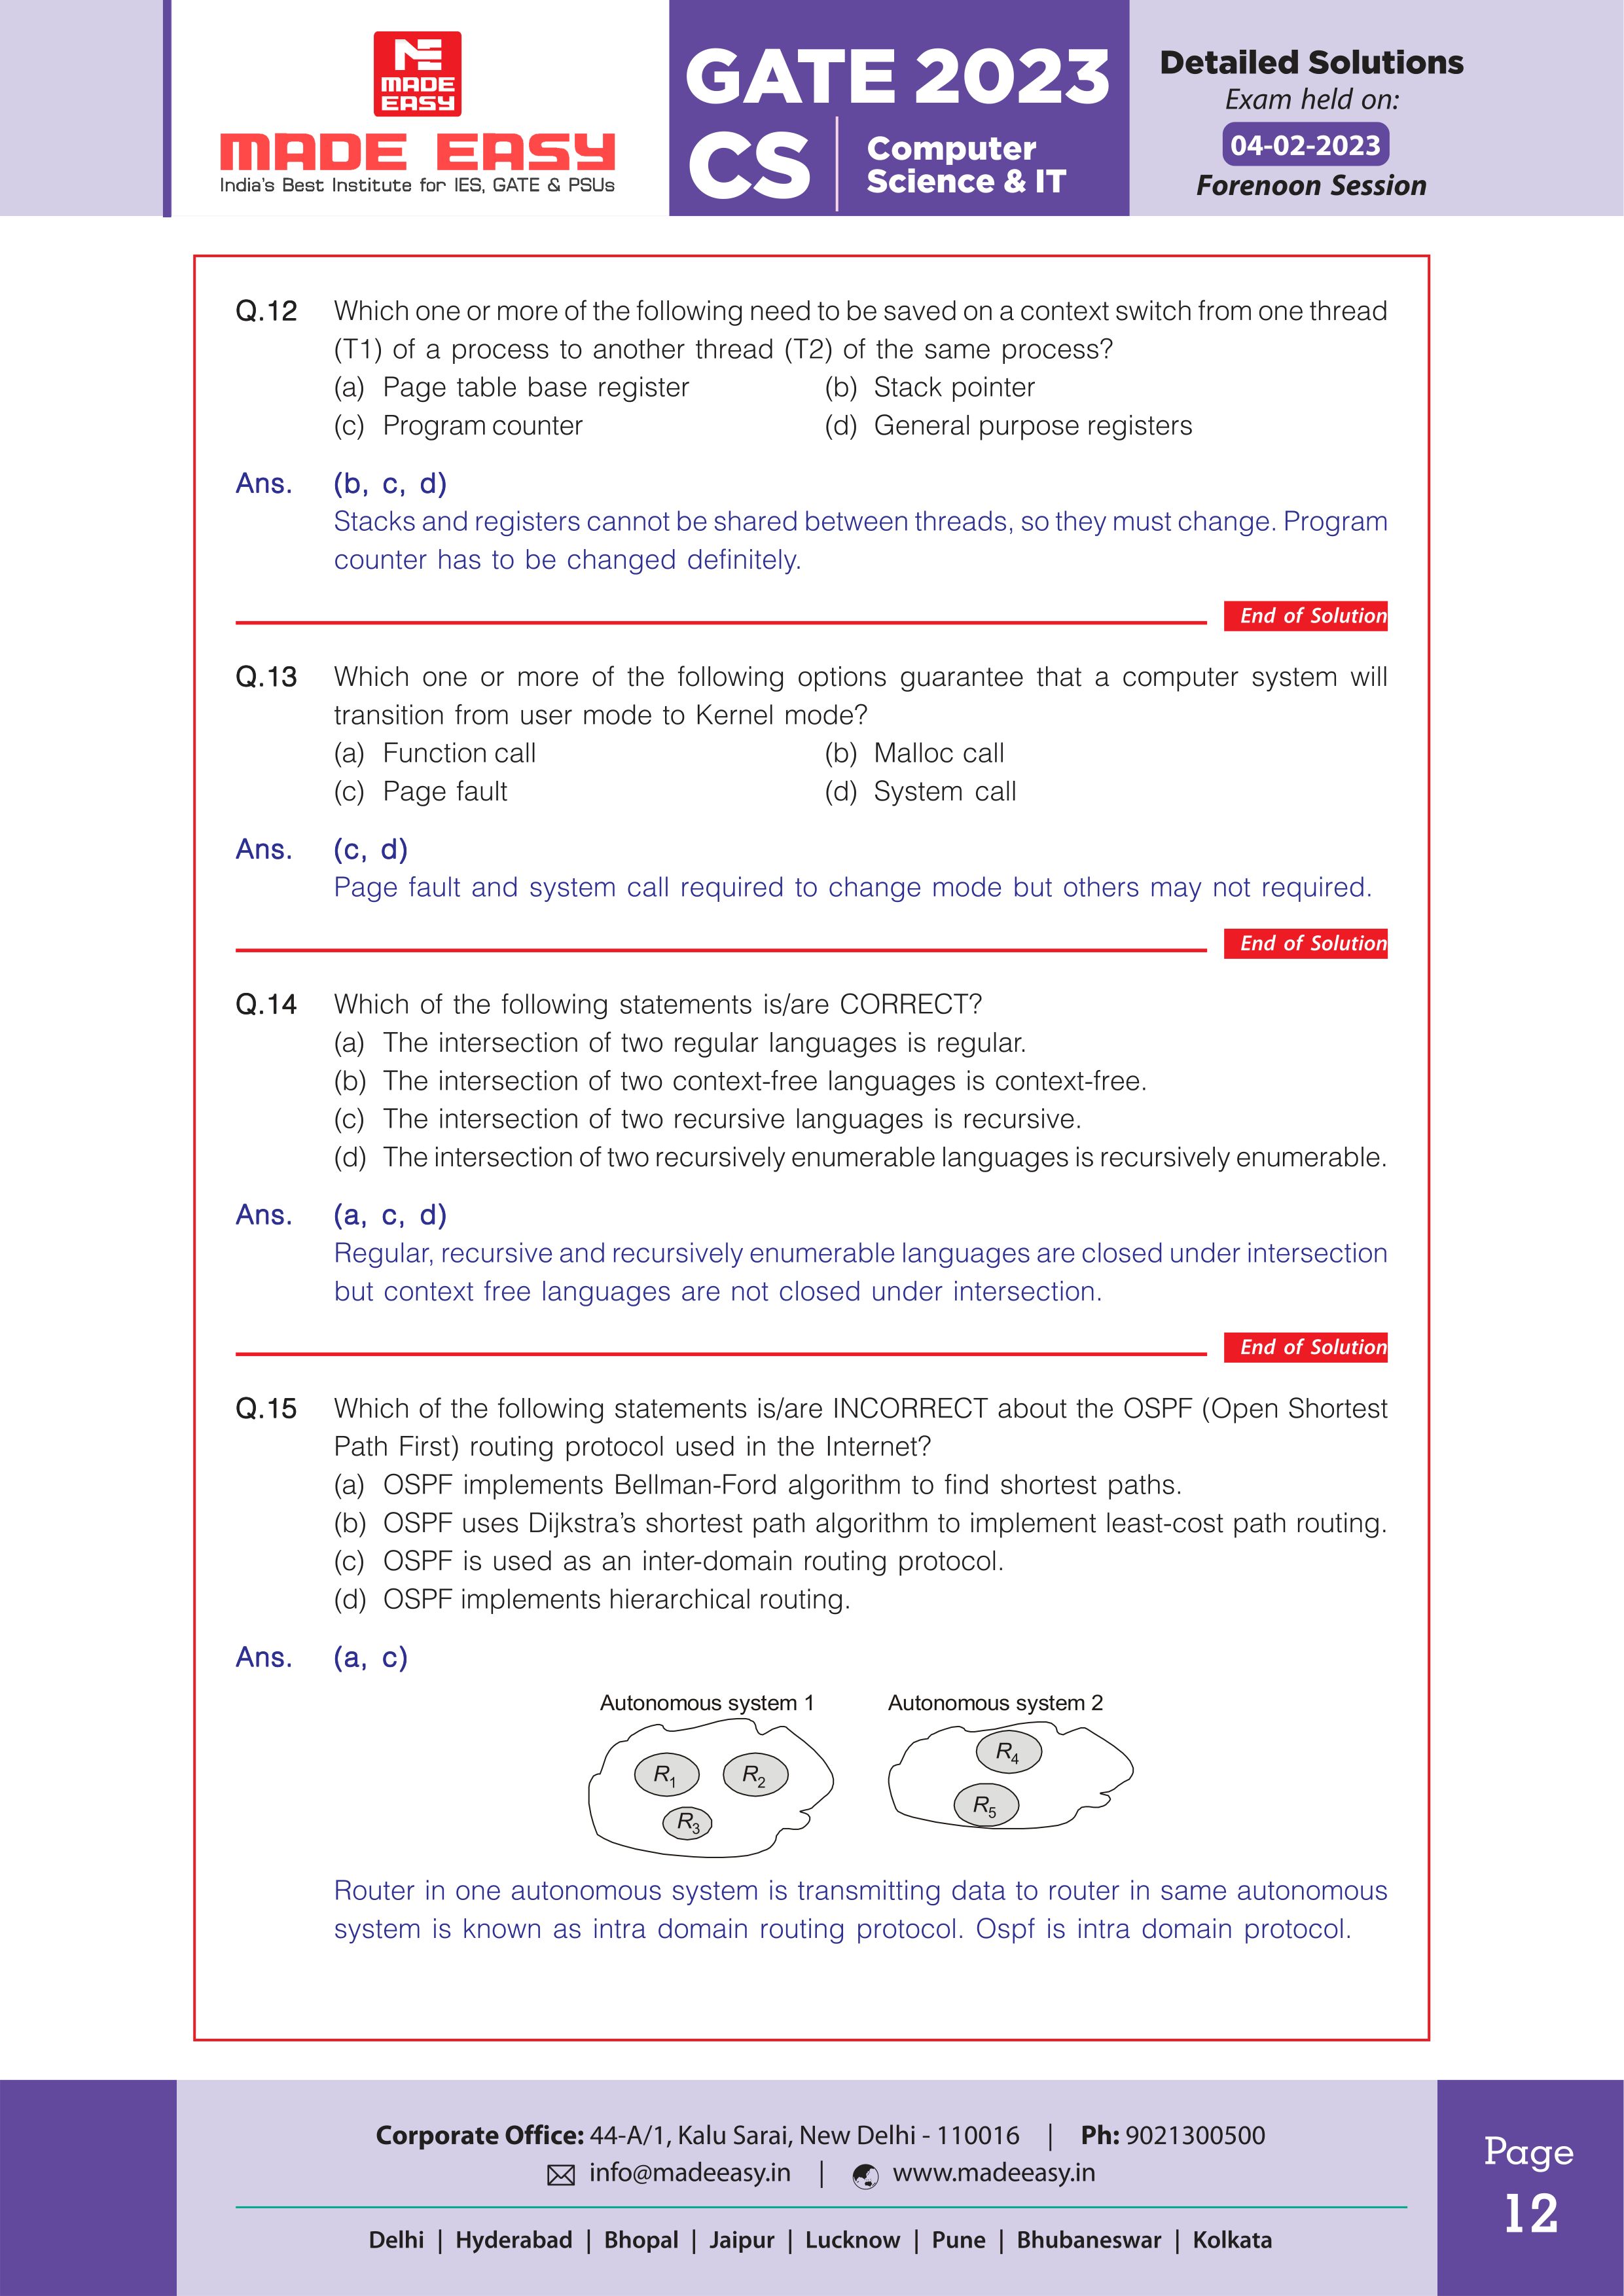 MADE
EASY
MADE EASY
India's Best Institute for IES, GATE & PSUs
GATE 2023
CS
Computer
Science & IT
Detailed Solutions
Exam held on:
04-02-2023
Forenoon Session
Q.12 Which one or more of the following need to be saved on a context switch from one thread
(T1) of a process to another thread (T2) of the same process?
(a) Page table base register (b) Stack pointer
(c) Program counter (d) General purpose registers
Ans. (b, c, d)
Stacks and registers cannot be shared between threads, so they must change. Program
counter has to be changed definitely.
End of Solution
Q.13 Which one or more of the following options guarantee that a computer system will
transition from user mode to Kernel mode?
(a) Function call (b) Malloc call
(c) Page fault (d) System call
Ans. (c, d)
Page fault and system call required to change mode but others may not required.
End of Solution
Q.14 Which of the following statements is/are CORRECT?
(a) The intersection of two regular languages is regular.
(b) The intersection of two context-free languages is context-free.
(c) The intersection of two recursive languages is recursive.
(d) The intersection of two recursively enumerable languages is recursively enumerable.
Ans. (a, c, d)
Regular, recursive and recursively enumerable languages are closed under intersection
but context free languages are not closed under intersection.
End of Solution
Q.15 Which of the following statements is/are INCORRECT about the OSPF (Open Shortest
Path First) routing protocol used in the Internet?
(a) OSPF implements Bellman-Ford algorithm to find shortest paths.
(b) OSPF uses Dijkstra's shortest path algorithm to implement least-cost path routing.
(c) OSPF is used as an inter-domain routing protocol.
(d) OSPF implements hierarchical routing.
Ans. (a, c)
Autonomous system 1 Autonomous system 2
R1 R2 R3
R4 R5
Router in one autonomous system is transmitting data to router in same autonomous
system is known as intra domain routing protocol. Ospf is intra domain protocol.
Corporate Office: 44-A/1, Kalu Sarai, New Delhi - 110016 | Ph: 9021300500
info@madeeasy.in | www.madeeasy.in
Delhi | Hyderabad | Bhopal | Jaipur | Lucknow | Pune | Bhubaneswar | Kolkata
Page
12